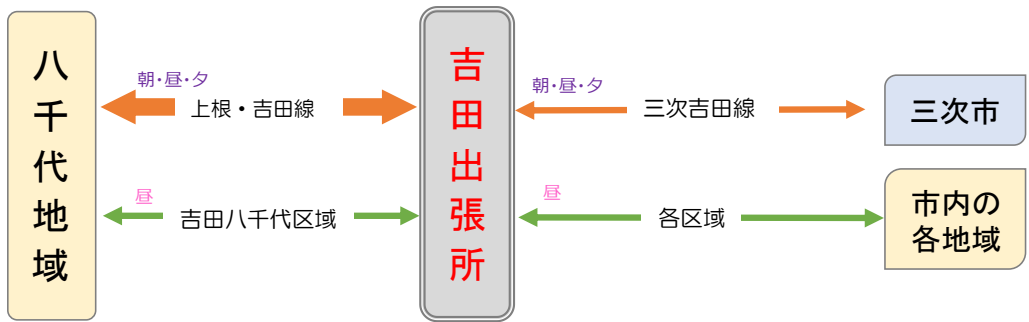 八千代地域
朝・昼・夕
上根・吉田線
昼
吉田八千代区域
吉田出張所
朝・昼・夕
三次吉田線
三次市
昼
各区域
市内の
各地域